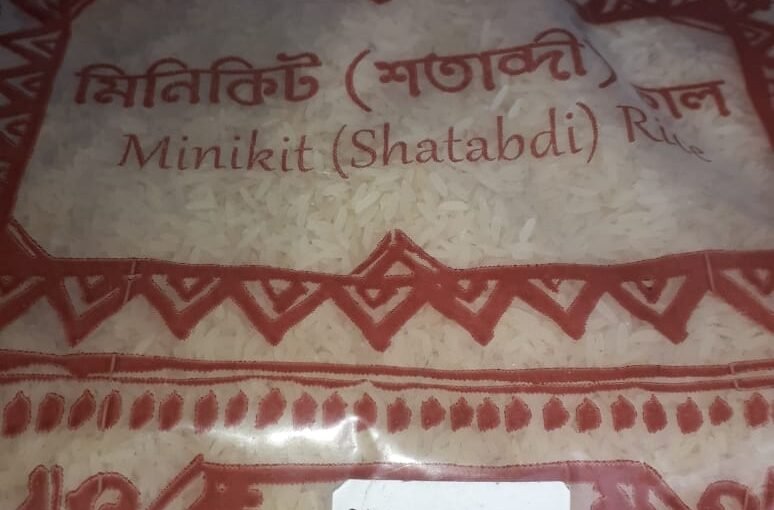 মিনিকিট (শতাব্দী) চাল
Minikit (Shatabdi) Rice